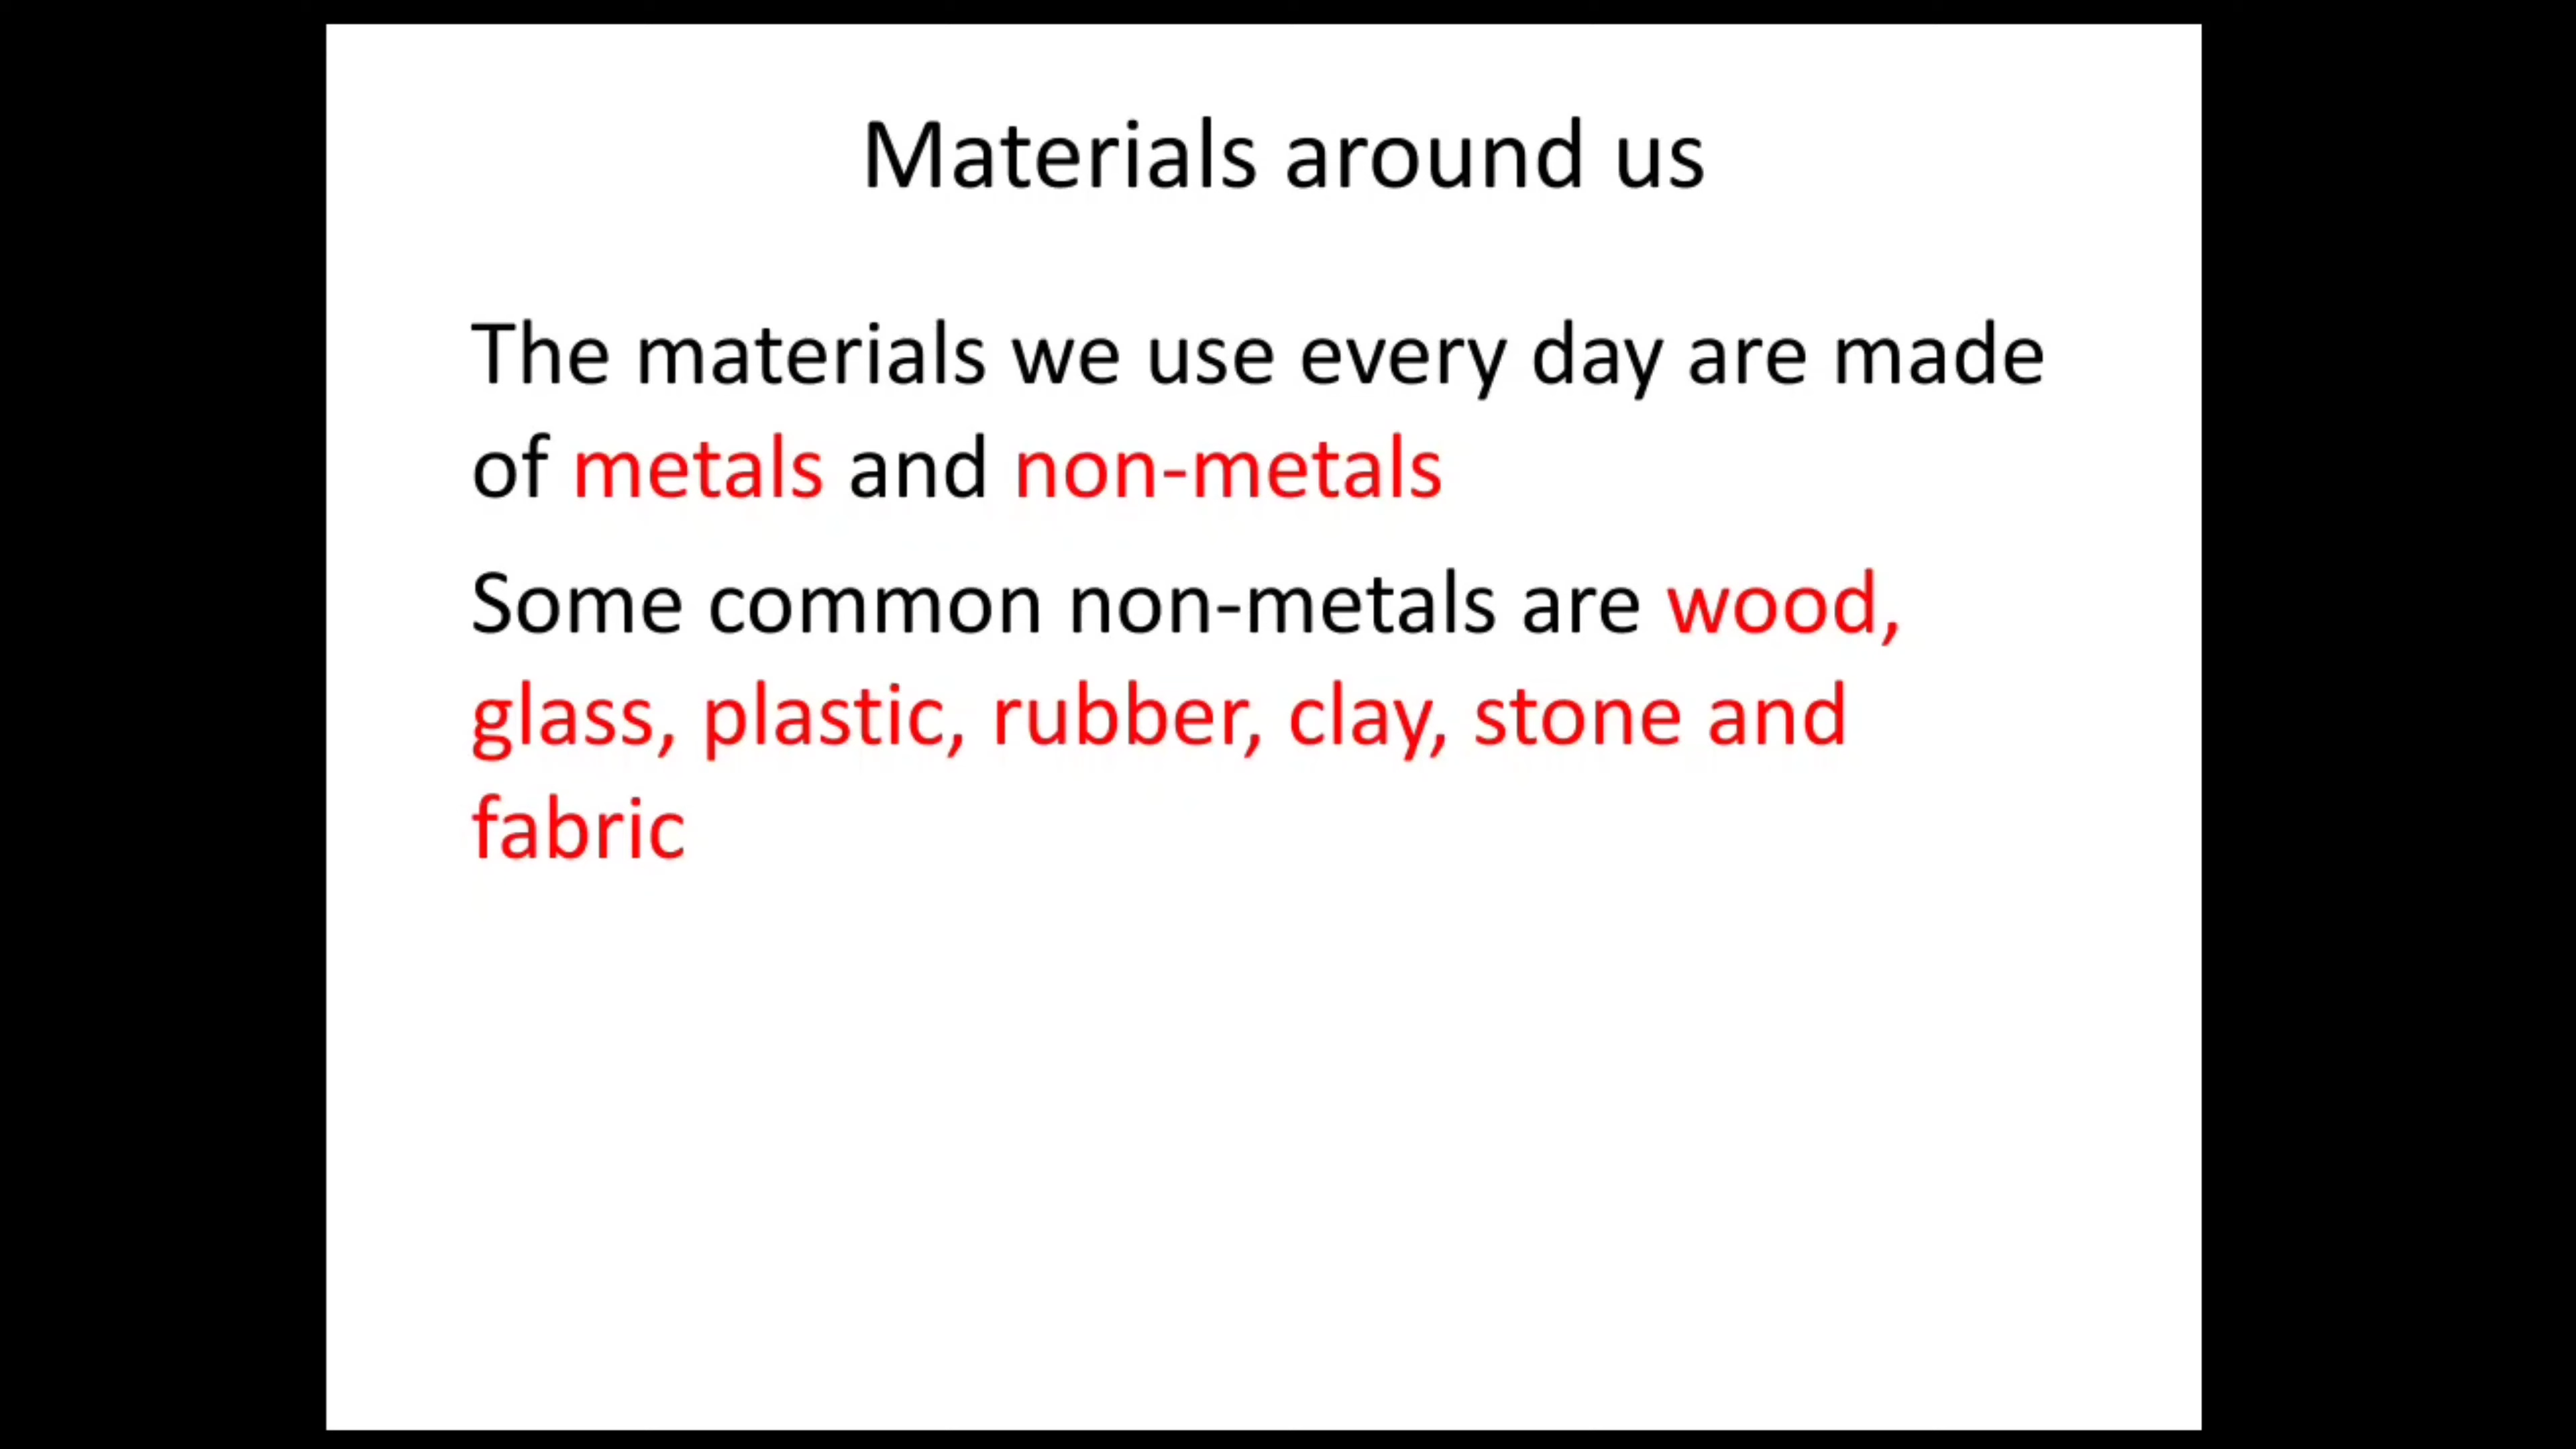 Materials around us
The materials we use every day are made
of metals and non-metals
Some common non-metals are wood,
glass, plastic, rubber, clay, stone and
fabric